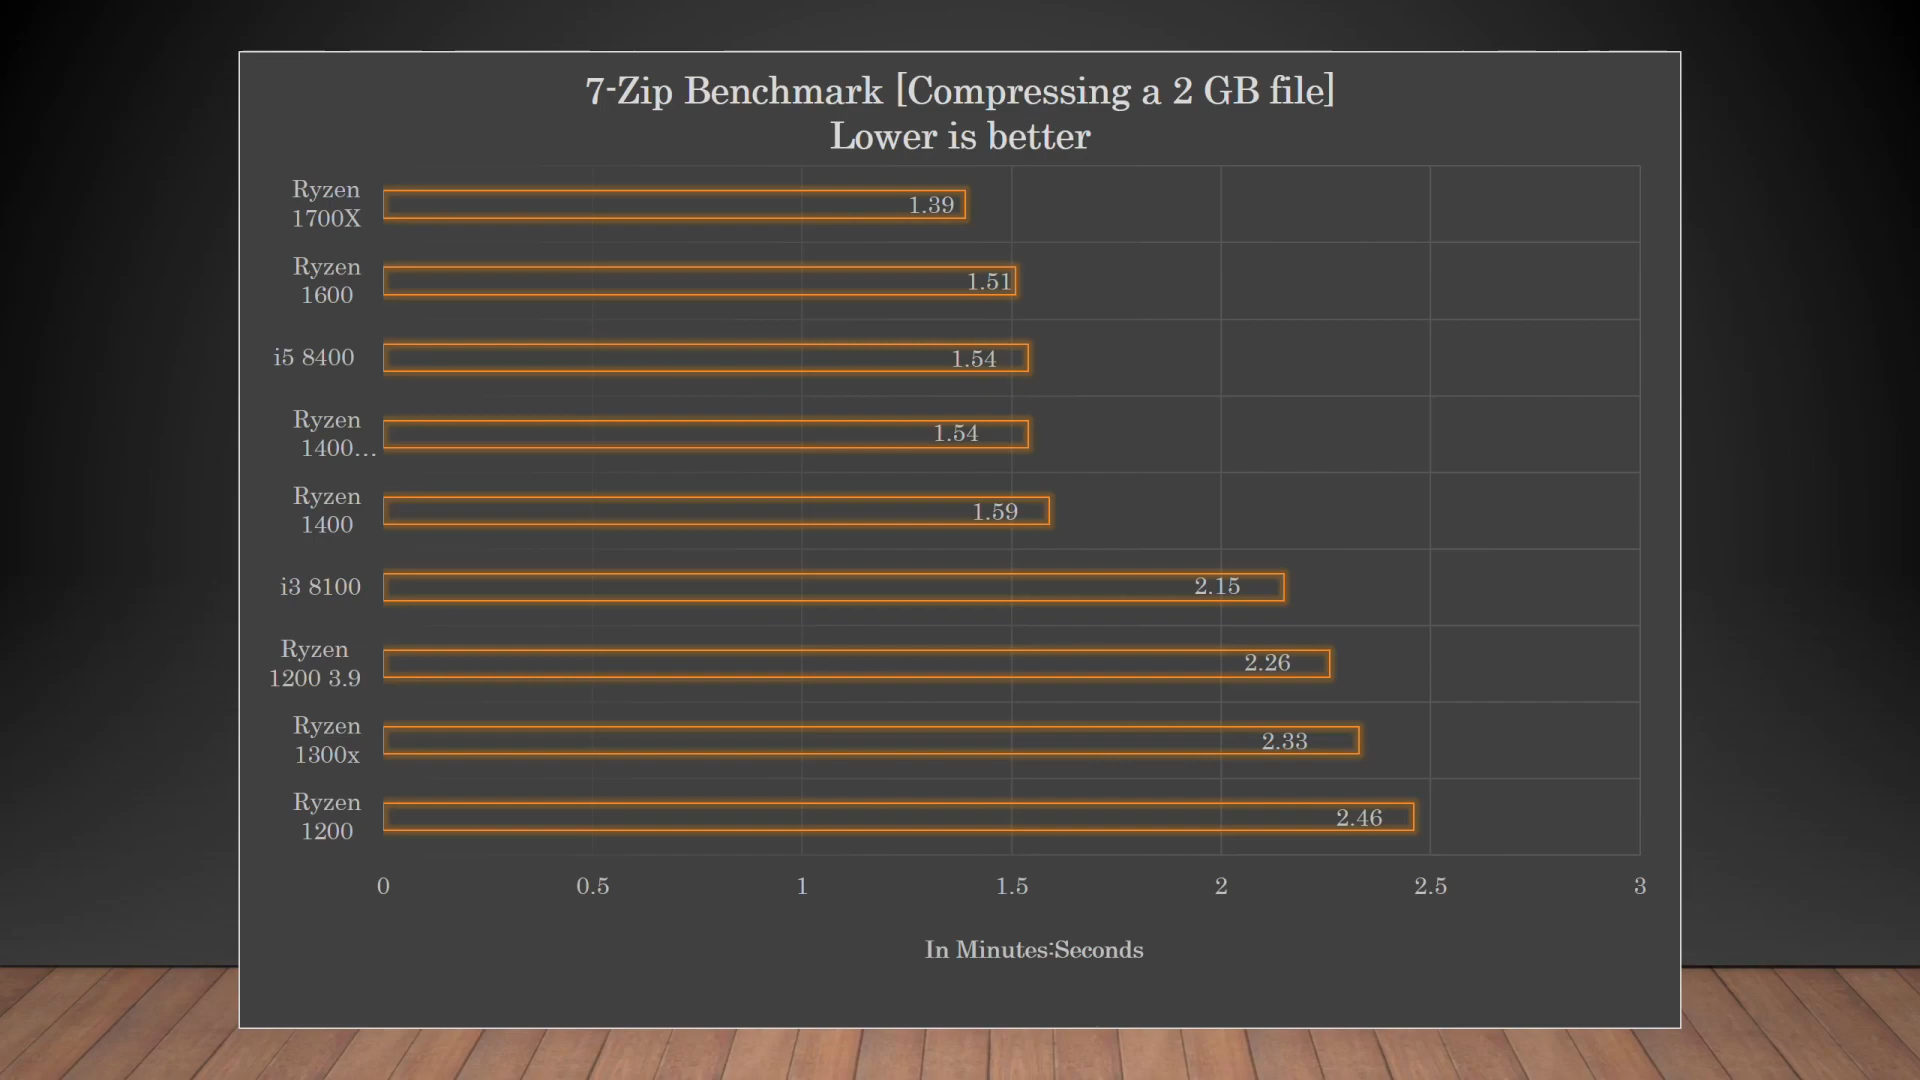 7-Zip Benchmark [Compressing a 2 GB file]
Lower is better
Ryzen
1700X
1.39
Ryzen
1600
1.51
i5 8400
1.54
Ryzen
1400...
1.54
Ryzen
1400
1.59
i3 8100
2.15
Ryzen
1200 3.9
2.26
Ryzen
1300x
2.33
Ryzen
1200
2.46
0 0.5 1 1.5 2 2.5 3
In Minutes:Seconds